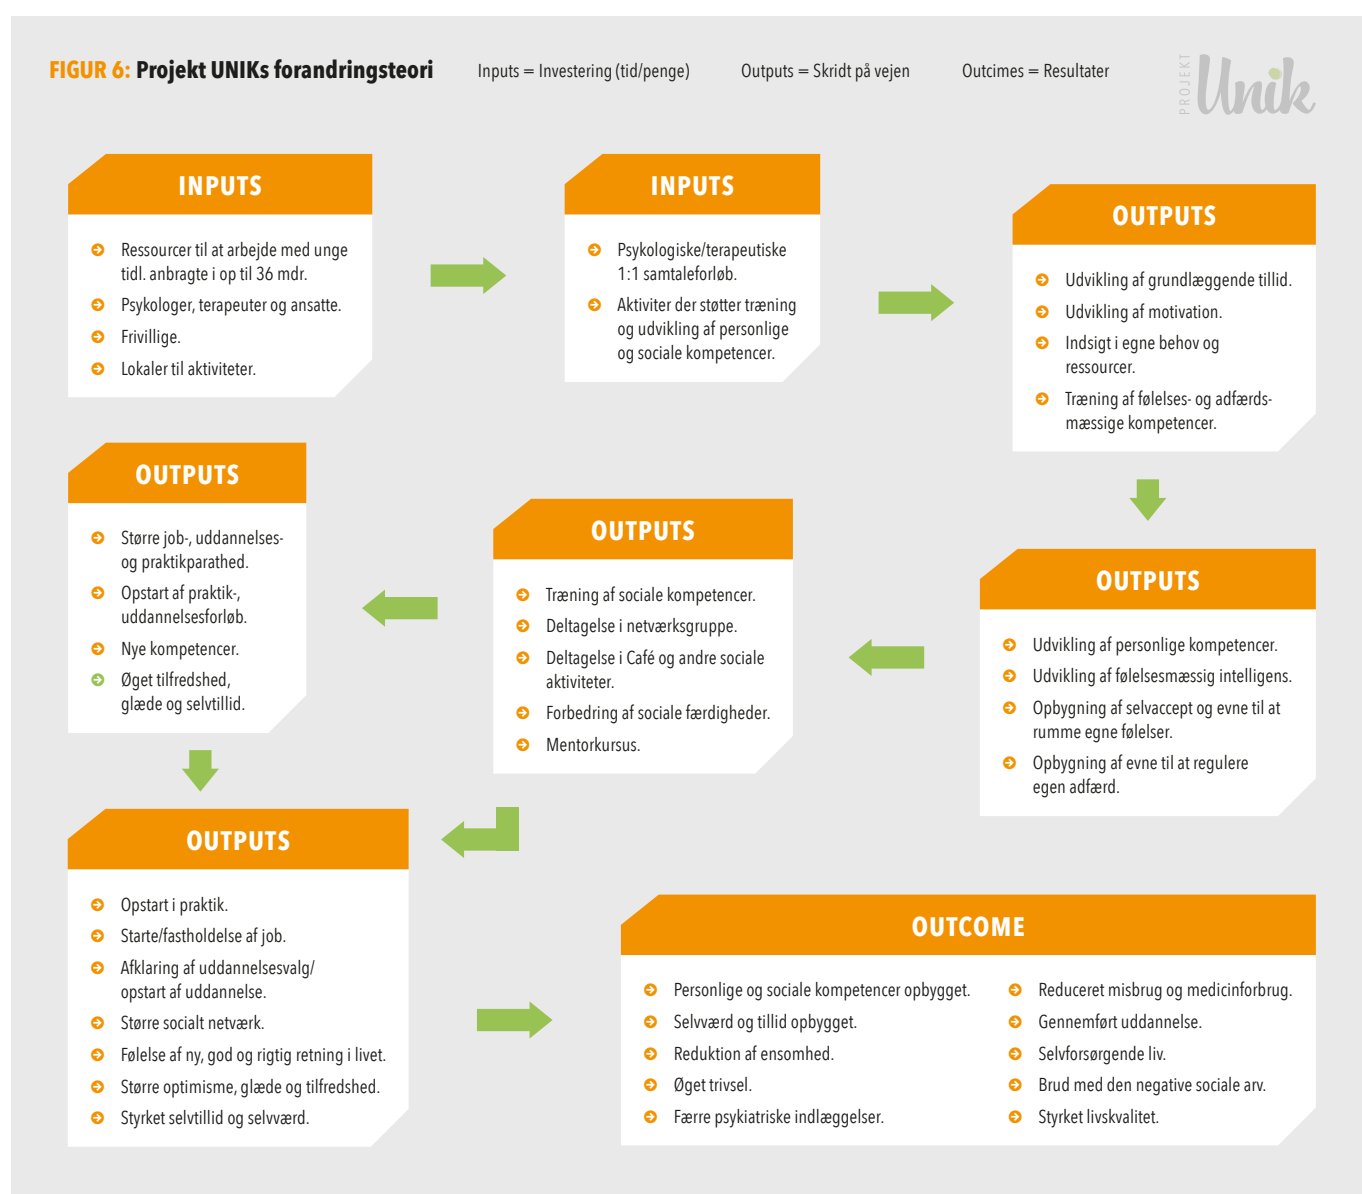 FIGUR 6: Projekt UNIKs forandringsteori
Inputs = Investering (tid/penge)
Outputs = Skridt på vejen
Outcimes = Resultater
PROJEKT
Unik
INPUTS
Ressourcer til at arbejde med unge
tidl. anbragte i op til 36 mdr.
Psykologer, terapeuter og ansatte.
Frivillige.
Lokaler til aktiviteter.
INPUTS
Psykologiske/terapeutiske
1:1 samtaleforløb.
Aktiviter der støtter træning
og udvikling af personlige
og sociale kompetencer.
OUTPUTS
Udvikling af grundlæggende tillid.
Udvikling af motivation.
Indsigt i egne behov og
ressourcer.
Træning af følelses- og adfærds-
mæssige kompetencer.
OUTPUTS
Udvikling af personlige kompetencer.
Udvikling af følelsesmæssig intelligens.
Opbygning af selvaccept og evne til at
rumme egne følelser.
Opbygning af evne til at regulere
egen adfærd.
OUTPUTS
Træning af sociale kompetencer.
Deltagelse i netværksgruppe.
Deltagelse i Café og andre sociale
aktiviteter.
Forbedring af sociale færdigheder.
Mentorkursus.
OUTPUTS
Større job-, uddannelses-
og praktikparathed.
Opstart af praktik-,
uddannelsesforløb.
Nye kompetencer.
Øget tilfredshed,
glæde og selvtillid.
OUTPUTS
Opstart i praktik.
Starte/fastholdelse af job.
Afklaring af uddannelsesvalg/
opstart af uddannelse.
Større socialt netværk.
Følelse af ny, god og rigtig retning i livet.
Større optimisme, glæde og tilfredshed.
Styrket selvtillid og selvværd.
OUTCOME
Personlige og sociale kompetencer opbygget.
Selvværd og tillid opbygget.
Reduktion af ensomhed.
Øget trivsel.
Færre psykiatriske indlæggelser.
Reduceret misbrug og medicinforbrug.
Gennemført uddannelse.
Selvforsørgende liv.
Brud med den negative sociale arv.
Styrket livskvalitet.